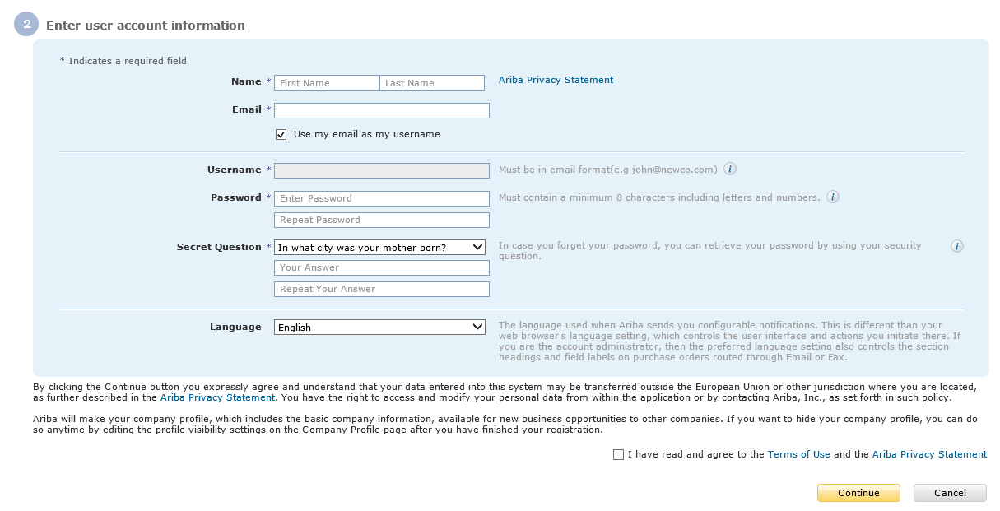 2 Enter user account information
* Indicates a required field
Name * First Name Last Name Ariba Privacy Statement
Email *
Use my email as my username
Username * Must be in email format(e.g john@newco.com) i
Password * Enter Password Must contain a minimum 8 characters including letters and numbers. i
Repeat Password
Secret Question * In what city was your mother born? In case you forget your password, you can retrieve your password by using your security i
question.
Your Answer
Repeat Your Answer
Language English The language used when Ariba sends you configurable notifications. This is different than your
web browser's language setting, which controls the user interface and actions you initiate there. If
you are the account administrator, then the preferred language setting also controls the section
headings and field labels on purchase orders routed through Email or Fax.
By clicking the Continue button you expressly agree and understand that your data entered into this system may be transferred outside the European Union or other jurisdiction where you are located,
as further described in the Ariba Privacy Statement. You have the right to access and modify your personal data from within the application or by contacting Ariba, Inc., as set forth in such policy.
Ariba will make your company profile, which includes the basic company information, available for new business opportunities to other companies. If you want to hide your company profile, you can do
so anytime by editing the profile visibility settings on the Company Profile page after you have finished your registration.
I have read and agree to the Terms of Use and the Ariba Privacy Statement
Continue Cancel